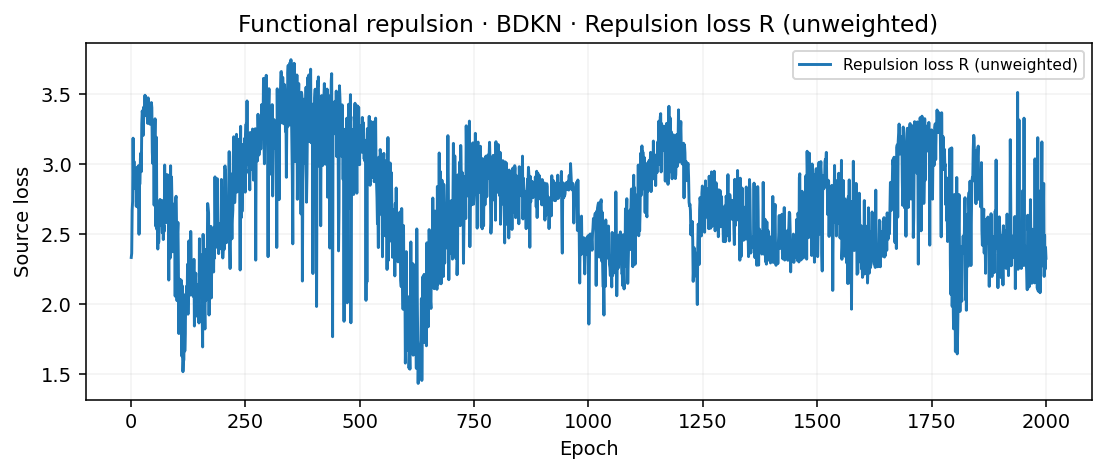 Functional repulsion · BDKN · Repulsion loss R (unweighted)
Repulsion loss R (unweighted)
Source loss
3.5
3.0
2.5
2.0
1.5
0 250 500 750 1000 1250 1500 1750 2000
Epoch